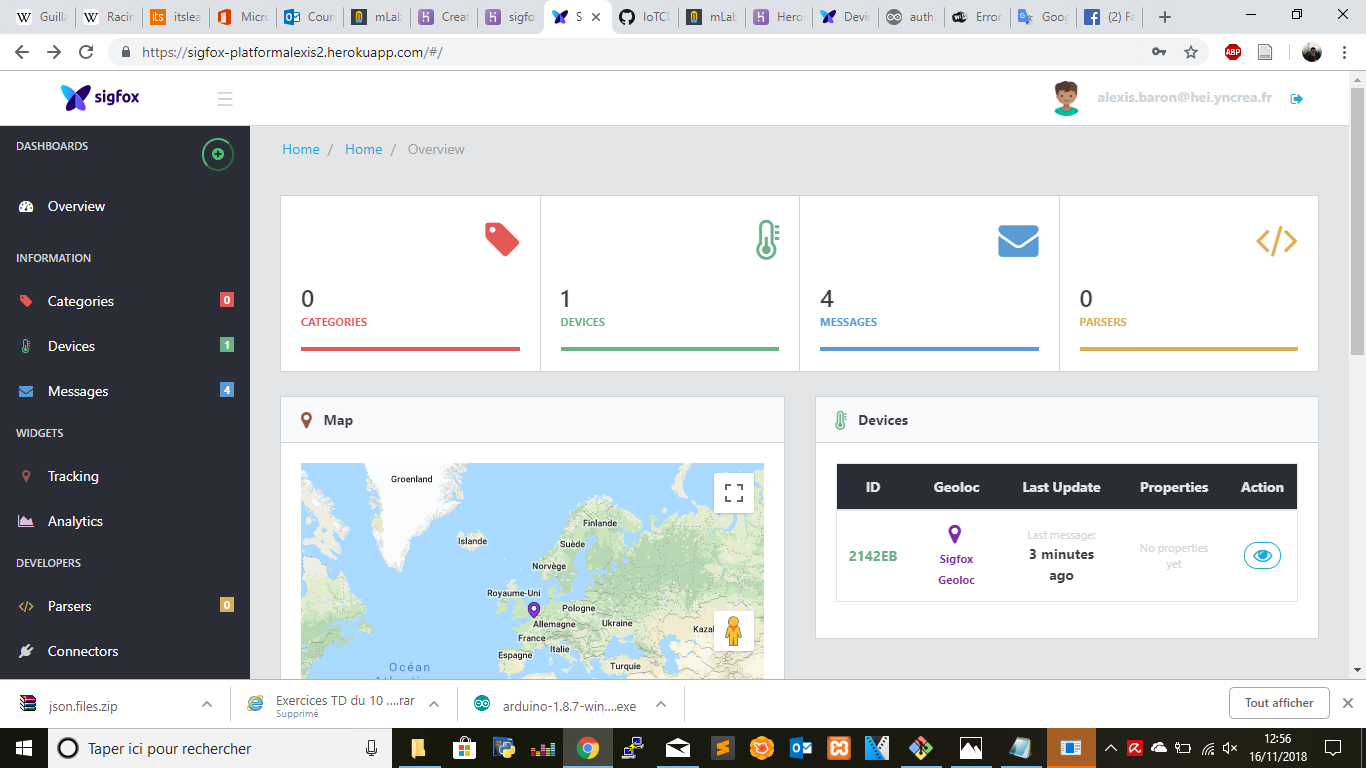 Guilla
Racin
its
itslea
Micro
Cour
mLab
Creat
sigfox
S
IoTCi
mLab
Hero
Devic
auth.
Error
Goog
(2) Fa
https://sigfox-platformalexis2.herokuapp.com/#/
ABP
sigfox
alexis.baron@hei.yncrea.fr
DASHBOARDS
Overview
INFORMATION
Categories 0
Devices 1
Messages 4
WIDGETS
Tracking
Analytics
DEVELOPERS
Parsers 0
Connectors
Home / Home / Overview
0
CATEGORIES
1
DEVICES
4
MESSAGES
0
PARSERS
Map
Groenland
Islande
Finlande
Suède
Norvège
Royaume-Uni
Pologne
Allemagne
Ukraine
France
Kazal
Italie
Espagne
Turquie
Océan
Devices
ID Geoloc Last Update Properties Action
2142EB
Sigfox
Geoloc
Last message:
3 minutes
ago
No properties
yet
json.files.zip
Exercices TD du 10 ....rar
Supprimé
arduino-1.8.7-win....exe
Tout afficher
Taper ici pour rechercher
12:56
16/11/2018